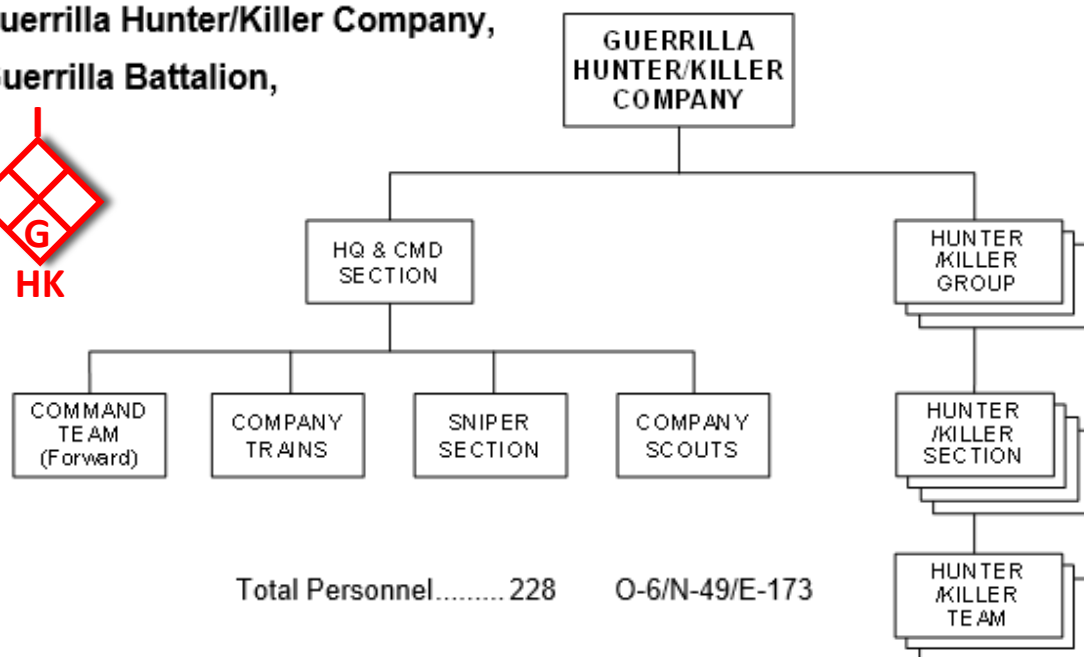 uerrilla Hunter/Killer Company,
uerrilla Battalion,
I
G
HK
GUERRILLA
HUNTER/KILLER
COMPANY
HQ & CMD
SECTION
HUNTER
/KILLER
GROUP
COMMAND
TEAM
(Forward)
COMPANY
TRAINS
SNIPER
SECTION
COMPANY
SCOUTS
HUNTER
/KILLER
SECTION
Total Personnel......... 228 O-6/N-49/E-173
HUNTER
/KILLER
TEAM